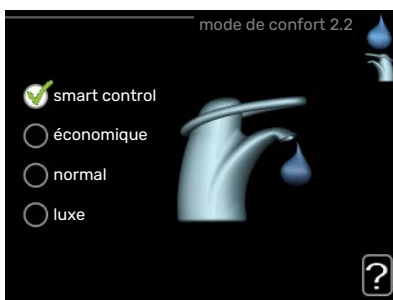 mode de confort 2.2
smart control
économique
normal
luxe
?